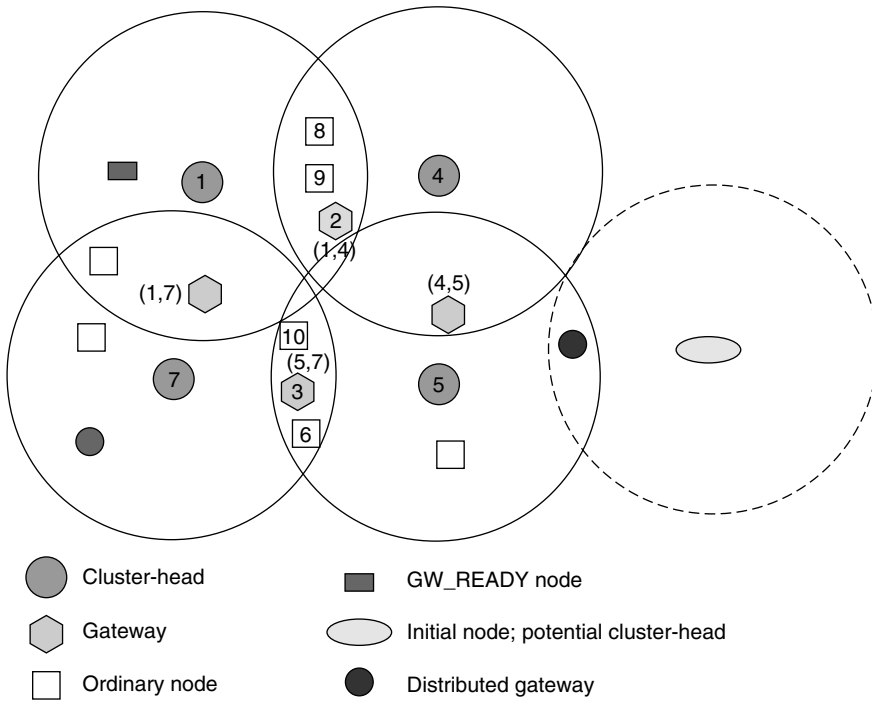 8
1
9
4
2
(1,4)
(1,7)
(4,5)
10
(5,7)
7
3
5
6
Cluster-head
GW_READY node
Gateway
Initial node; potential cluster-head
Ordinary node
Distributed gateway